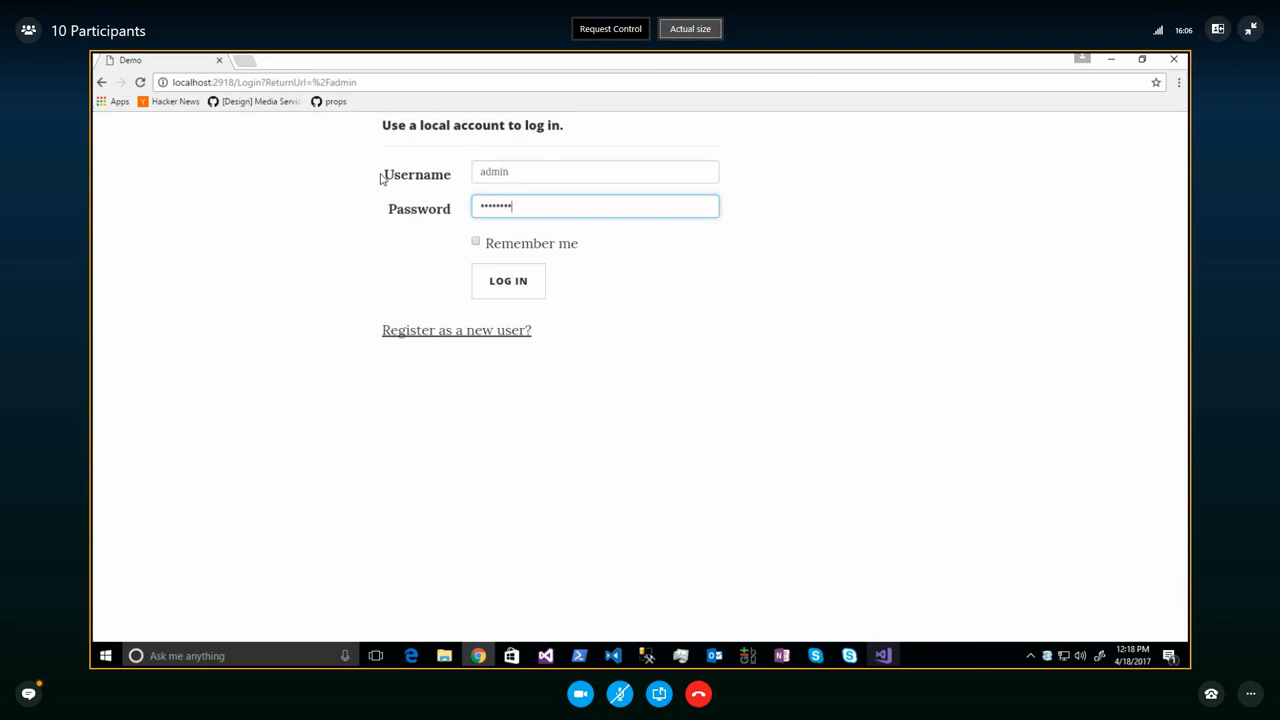 10 Participants
Request Control
Actual size
16:06
Demo
localhost:2918/Login?ReturnUrl=%2Fadmin
Apps
Hacker News
[Design] Media Servic
props
Use a local account to log in.
Username
admin
Password
••••••••
Remember me
LOG IN
Register as a new user?
Ask me anything
12:18 PM
4/18/2017